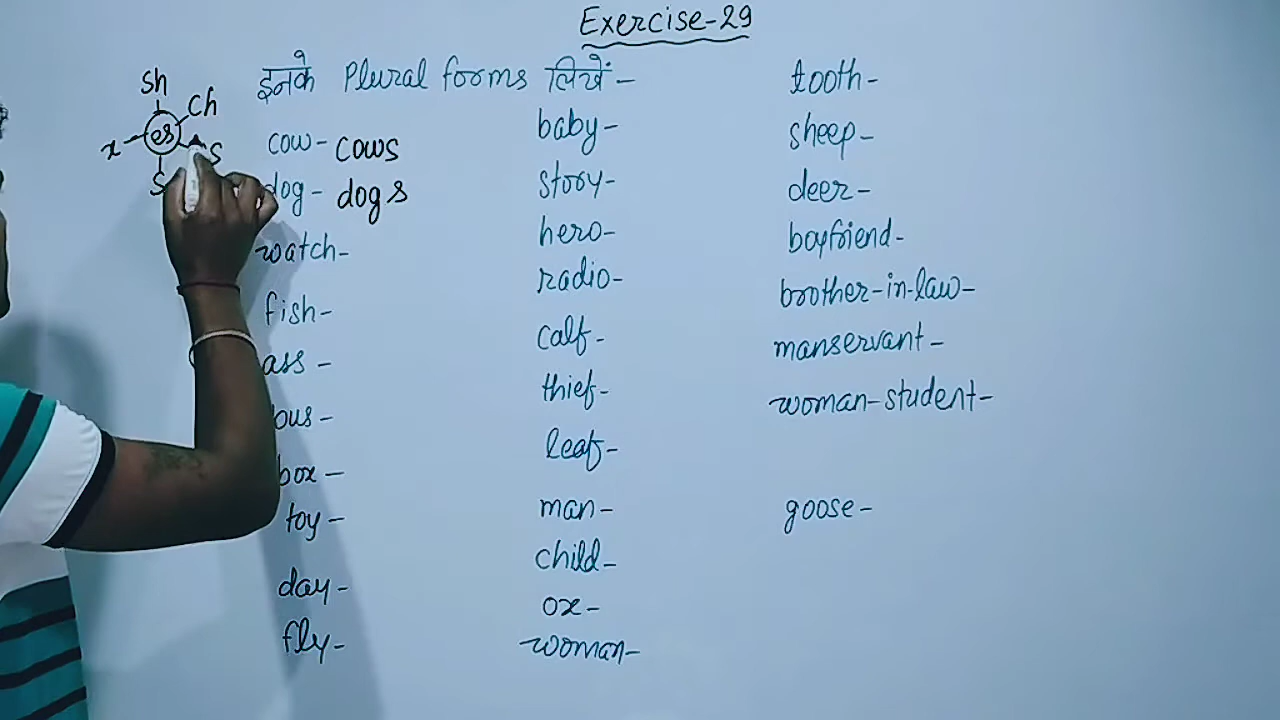 Exercise-29
इनके Plural forms लिखें-
sh
ch
x
es
s
s
cow- cows
dog- dogs
watch-
fish-
ass -
box -
toy -
day -
fly -
baby -
story -
hero-
radio-
calf -
thief-
leaf-
man-
child-
ox-
woman-
tooth-
sheep-
deer-
boyfriend-
brother-in-law-
manservant-
woman-student-
goose-